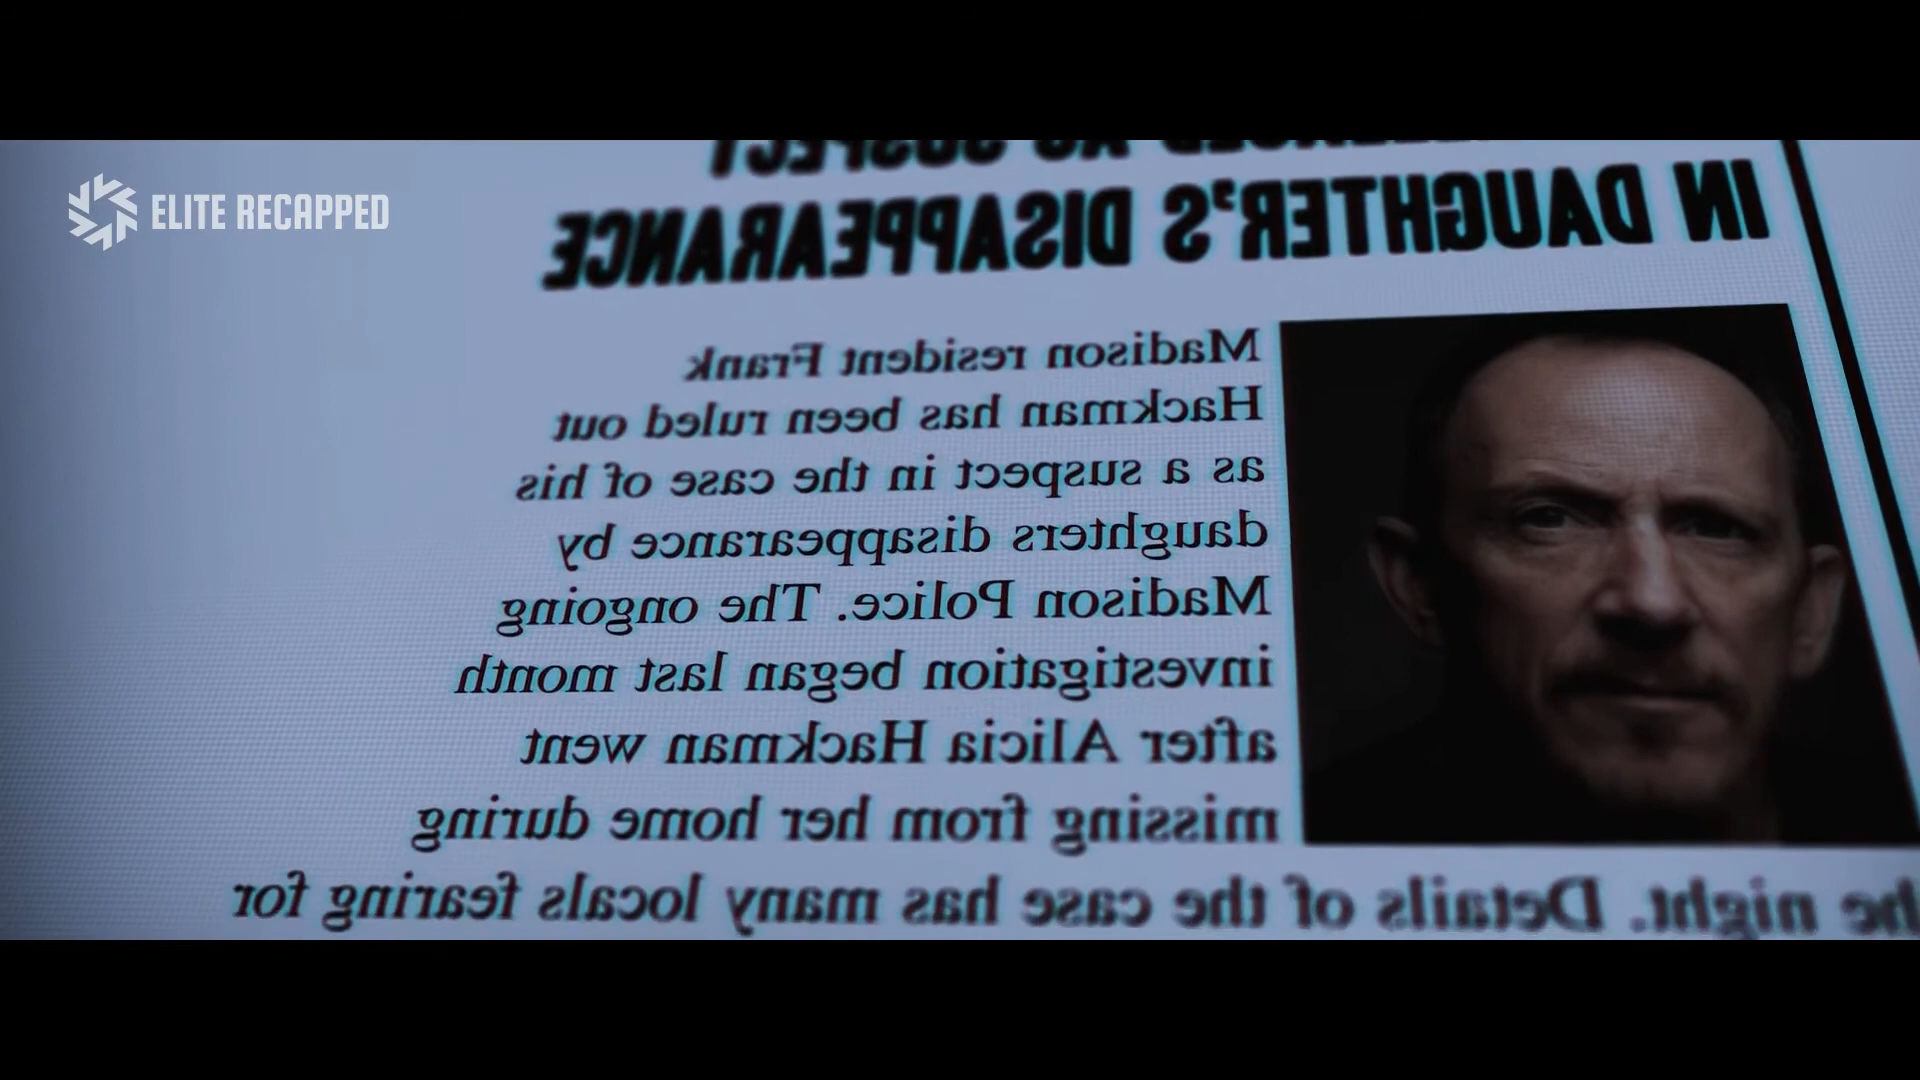 ELITE RECAPPED
AS SUSPECT
IN DAUGHTER'S DISAPPEARANCE
Madison resident Frank
Hackman has been ruled out
as a suspect in the case of his
daughters disappearance by
Madison Police. The ongoing
investigation began last month
after Alicia Hackman went
missing from her home during
night. Details of the case has many locals fearing for